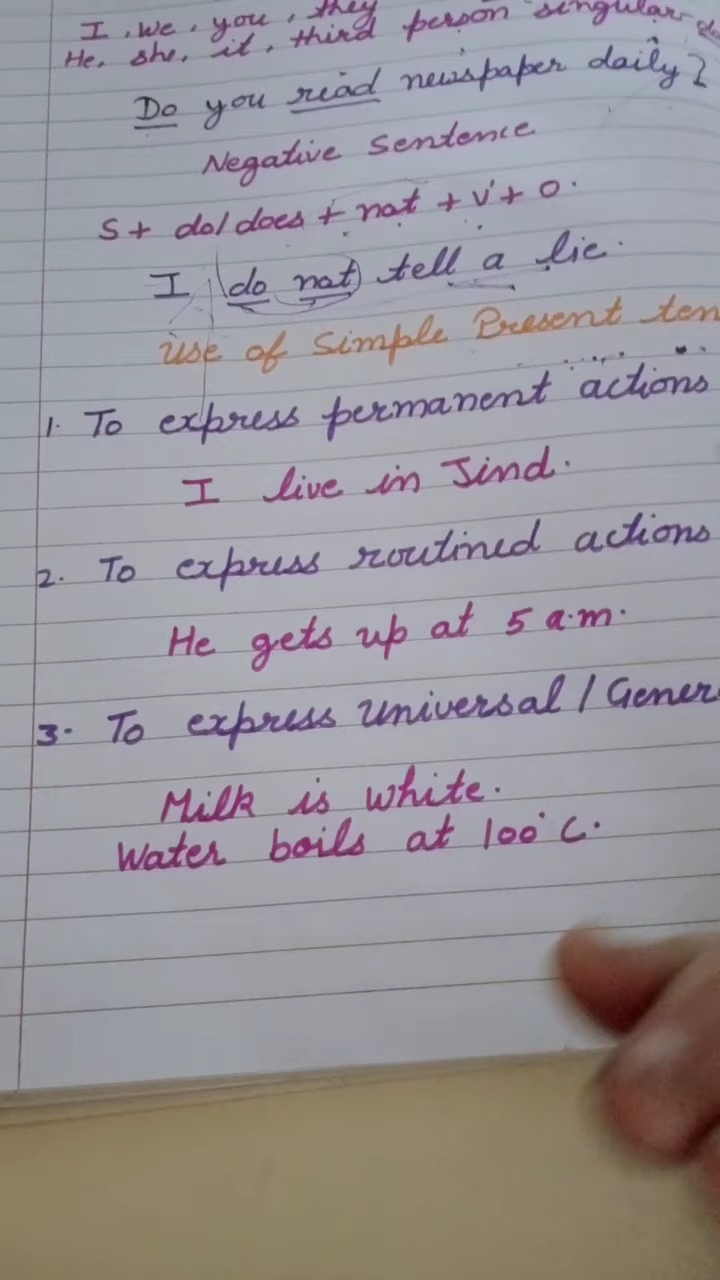 I, we, you, they
He, she, it, third person singular
Do you read newspaper daily?
Negative Sentence
S + do/does + not + V' + O.
I do not tell a lie.
use of Simple Present ten
1. To express permanent actions
I live in Jind.
2. To express routined actions
He gets up at 5 a.m.
3. To express universal / Gener
Milk is white.
Water boils at 100°C.